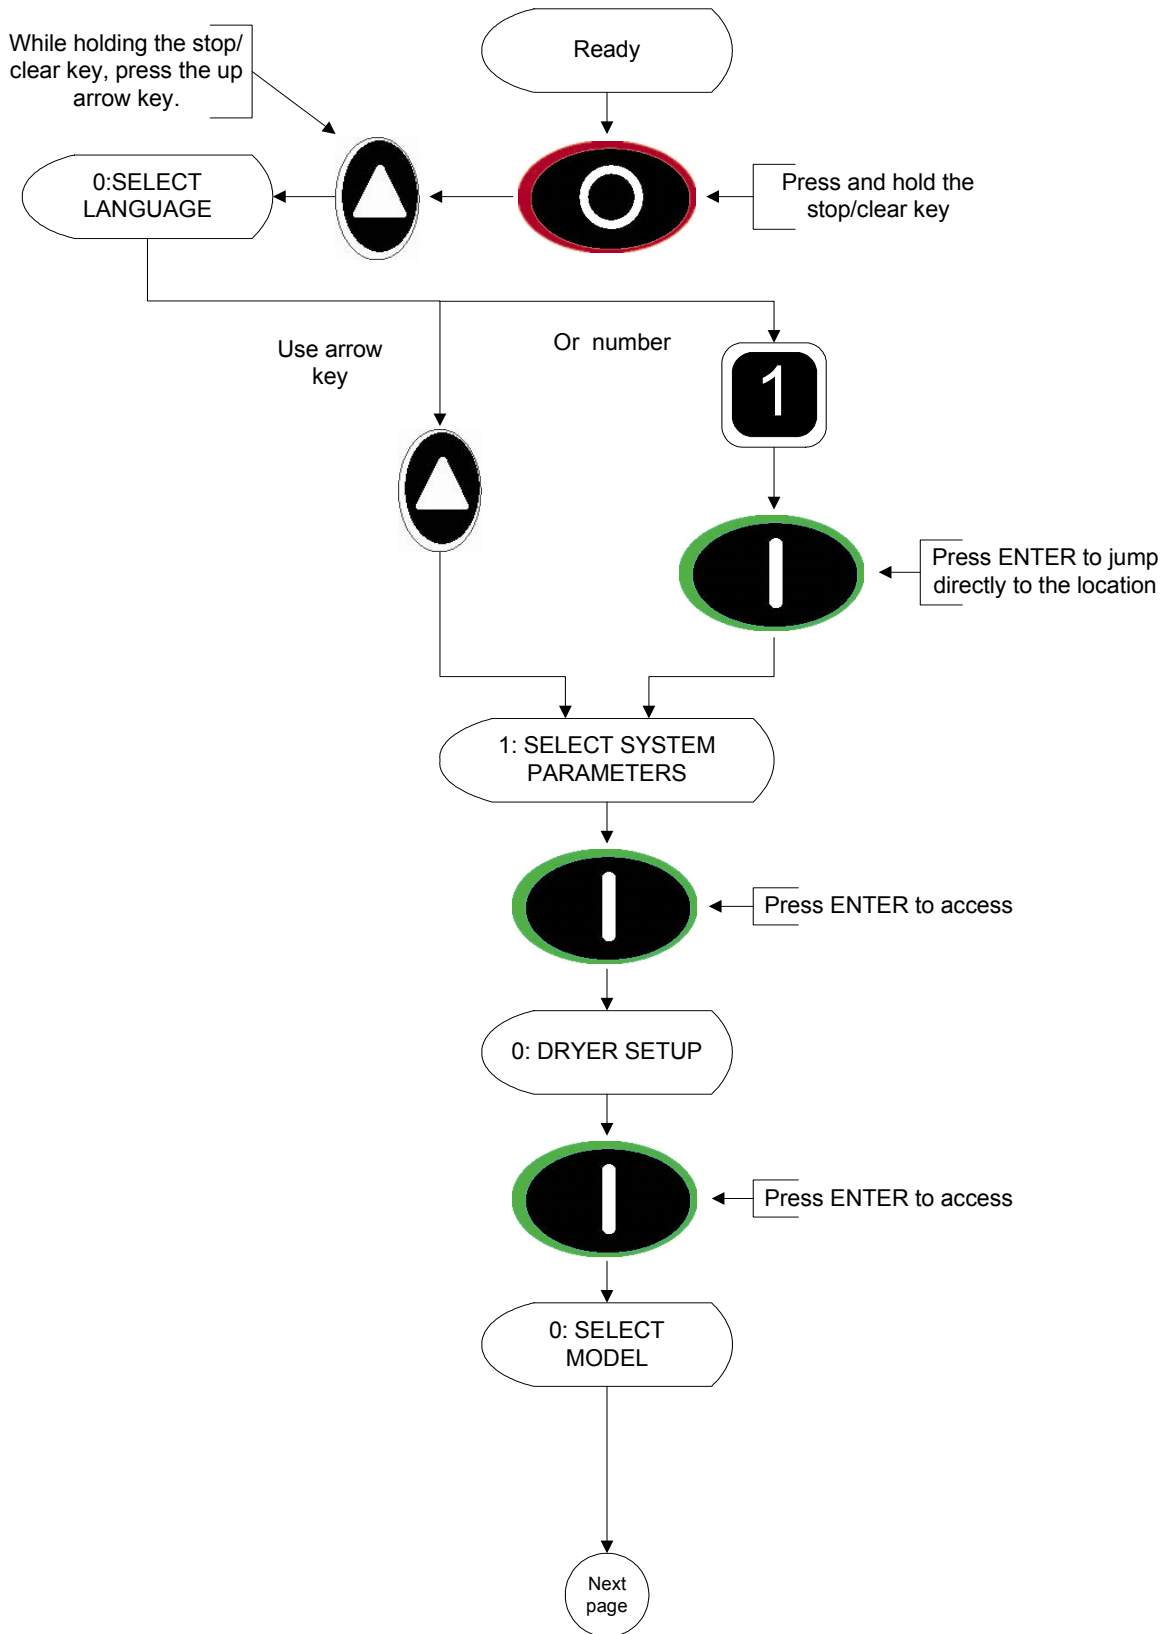 While holding the stop/
clear key, press the up
arrow key.
Ready
0:SELECT
LANGUAGE
Press and hold the
stop/clear key
Use arrow
key
Or number
1
Press ENTER to jump
directly to the location
1: SELECT SYSTEM
PARAMETERS
Press ENTER to access
0: DRYER SETUP
Press ENTER to access
0: SELECT
MODEL
Next
page